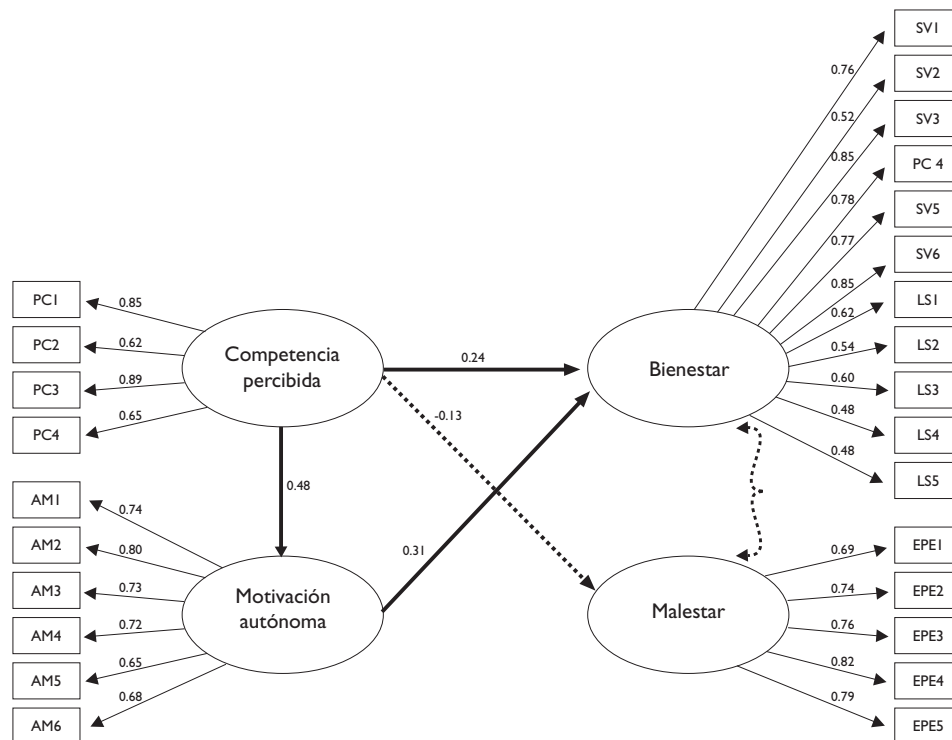 SV1
0.76
SV2
0.52
SV3
0.85
PC 4
0.78
SV5
0.77
SV6
0.85
LS1
0.62
LS2
0.54
LS3
0.60
LS4
0.48
LS5
0.48
PC1
0.85
PC2
0.62
PC3
0.89
PC4
0.65
Competencia
percibida
0.24
Bienestar
-0.13
0.48
0.31
AM1
0.74
AM2
0.80
AM3
0.73
AM4
0.72
AM5
0.65
AM6
0.68
Motivación
autónoma
Malestar
EPE1
0.69
EPE2
0.74
EPE3
0.76
EPE4
0.82
EPE5
0.79